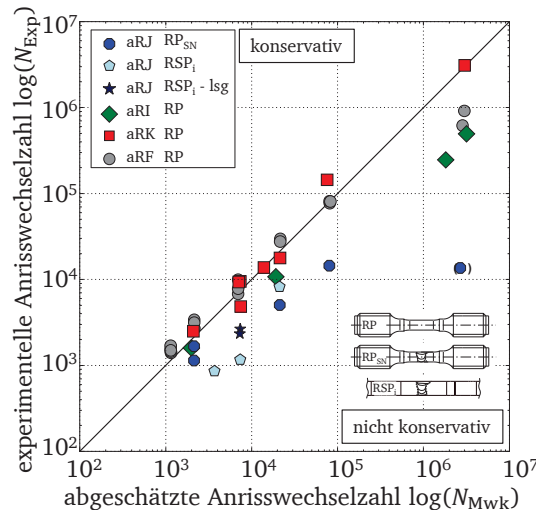 experimentelle Anrisswechselzahl log(N_Exp)
10^7
10^6
10^5
10^4
10^3
10^2
aRJ RP_SN
aRJ RSP_i
aRJ RSP_i - lsg
aRI RP
aRK RP
aRF RP
konservativ
)
RP
RP_SN
RSP_i
nicht konservativ
10^2 10^3 10^4 10^5 10^6 10^7
abgeschätzte Anrisswechselzahl log(N_Mwk)